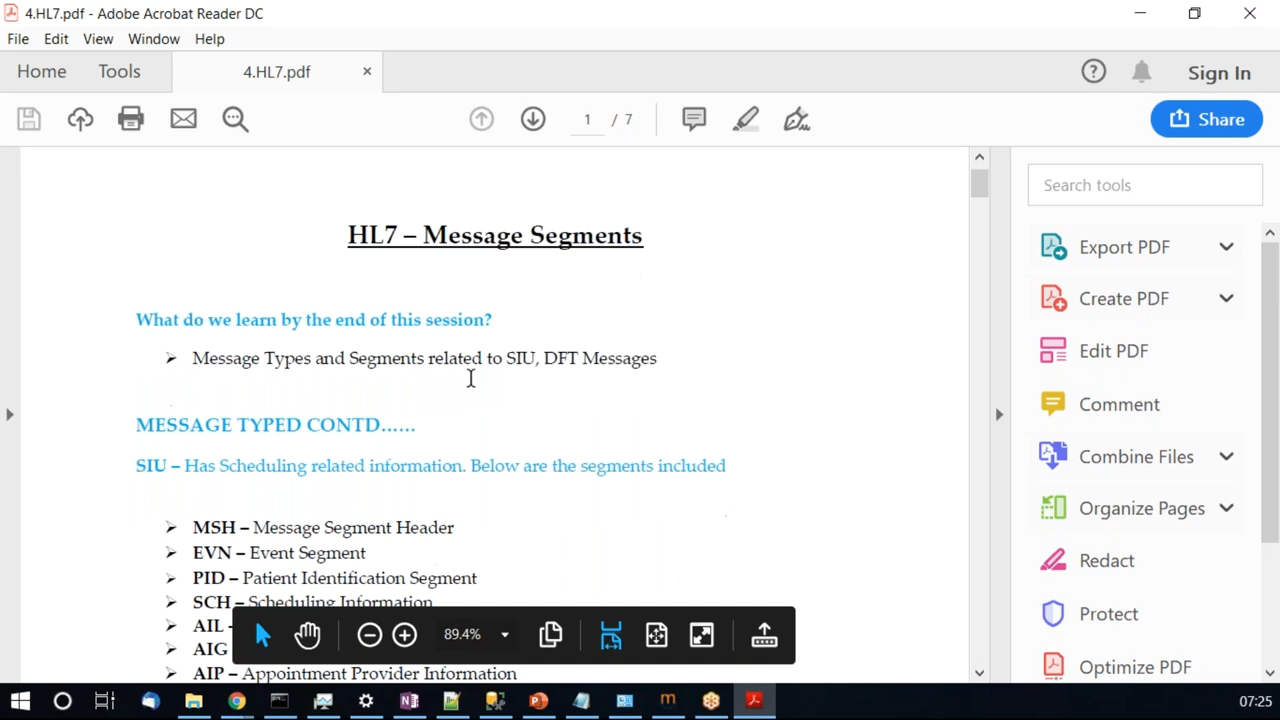 4.HL7.pdf - Adobe Acrobat Reader DC
File Edit View Window Help
Home Tools 4.HL7.pdf × ? Sign In
1 / 7 Share
Search tools
HL7 – Message Segments
Export PDF
What do we learn by the end of this session?
Create PDF
➢ Message Types and Segments related to SIU, DFT Messages
Edit PDF
MESSAGE TYPED CONTD......
Comment
SIU – Has Scheduling related information. Below are the segments included
Combine Files
➢ MSH – Message Segment Header
Organize Pages
➢ EVN – Event Segment
Redact
➢ PID – Patient Identification Segment
➢ SCH – Scheduling Information
Protect
➢ AIL -
89.4%
➢ AIG
➢ AIP – Appointment Provider Information
Optimize PDF
m
07:25